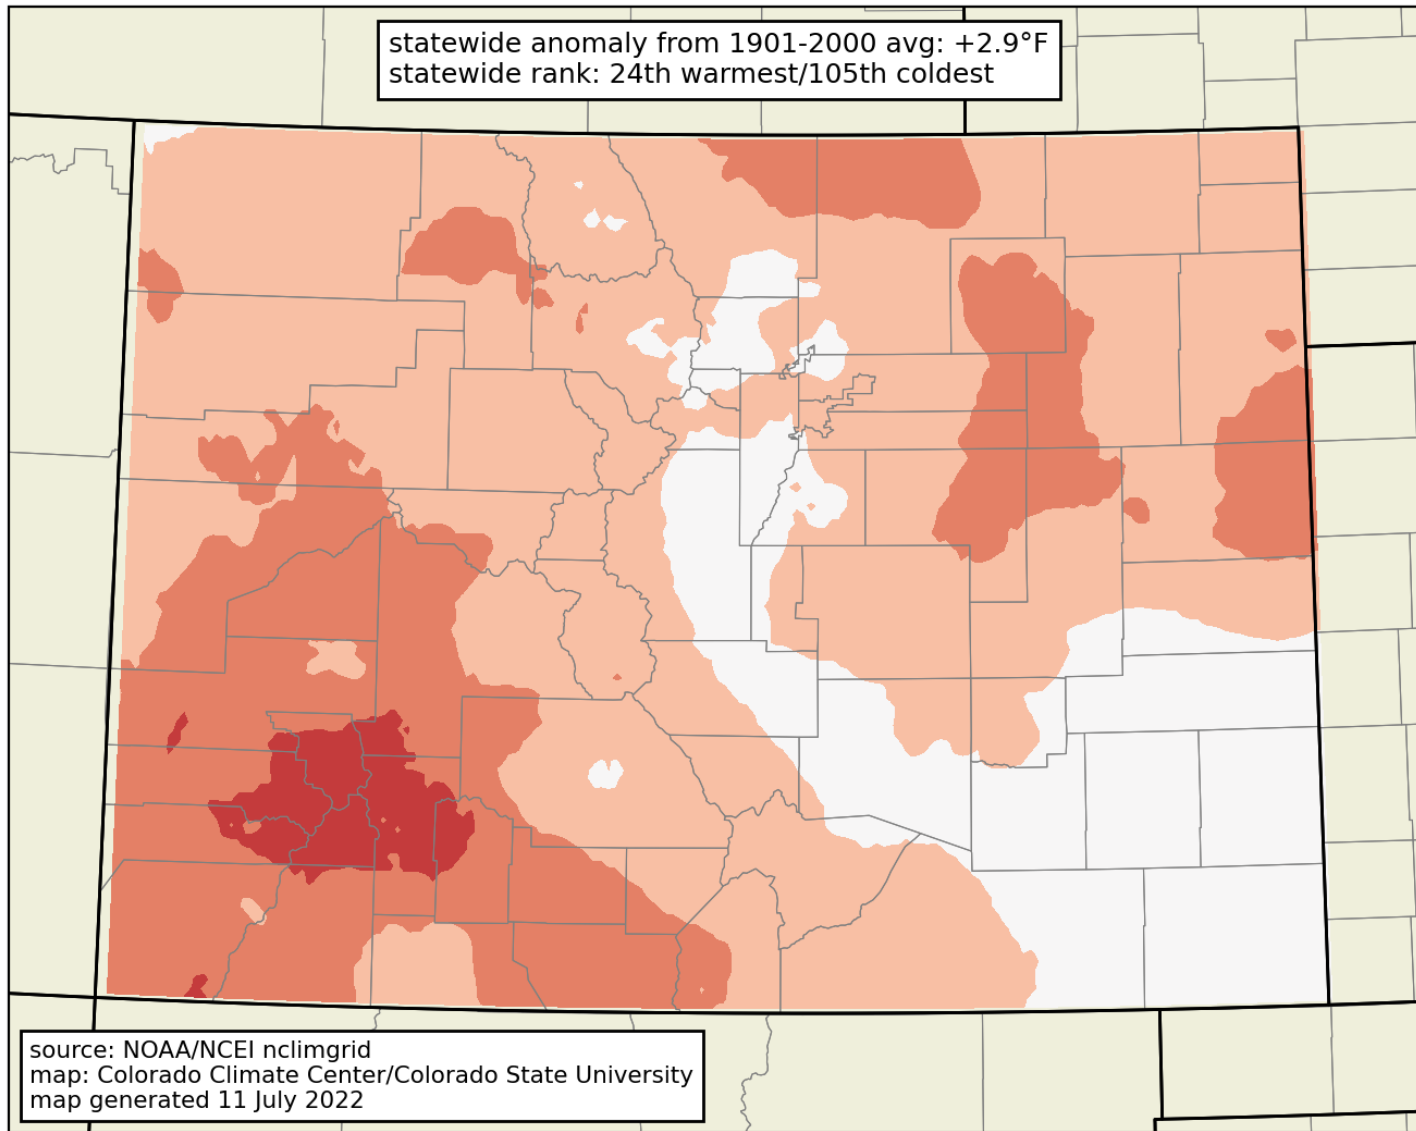 statewide anomaly from 1901-2000 avg: +2.9°F
statewide rank: 24th warmest/105th coldest
source: NOAA/NCEI nclimgrid
map: Colorado Climate Center/Colorado State University
map generated 11 July 2022